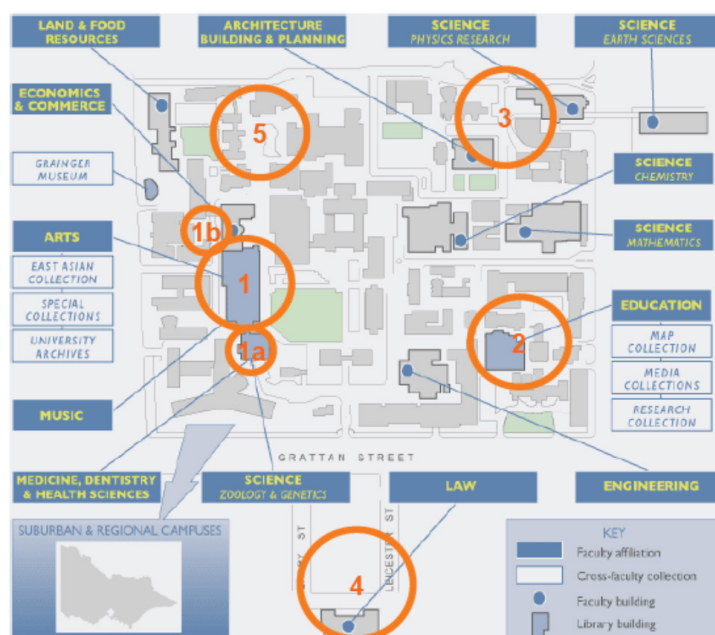 LAND & FOOD
RESOURCES
ARCHITECTURE
BUILDING & PLANNING
SCIENCE
PHYSICS RESEARCH
SCIENCE
EARTH SCIENCES
ECONOMICS
& COMMERCE
5
3
GRAINGER
MUSEUM
SCIENCE
CHEMISTRY
1b
ARTS
SCIENCE
MATHEMATICS
EAST ASIAN
COLLECTION
1
SPECIAL
COLLECTIONS
EDUCATION
UNIVERSITY
ARCHIVES
1a
2
MAP
COLLECTION
MEDIA
COLLECTIONS
MUSIC
RESEARCH
COLLECTION
GRATTAN STREET
MEDICINE, DENTISTRY
& HEALTH SCIENCES
SCIENCE
ZOOLOGY & GENETICS
LAW
ENGINEERING
SUBURBAN & REGIONAL CAMPUSES
ST
LEICESTER ST
4
KEY
Faculty affiliation
Cross-faculty collection
Faculty building
Library building